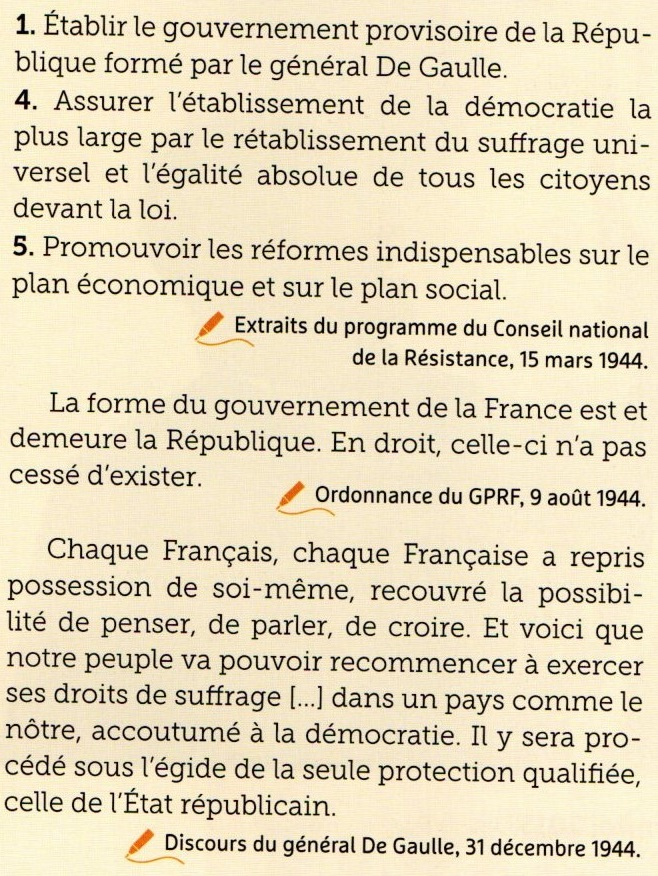 1. Établir le gouvernement provisoire de la Répu-
blique formé par le général De Gaulle.
4. Assurer l'établissement de la démocratie la
plus large par le rétablissement du suffrage uni-
versel et l'égalité absolue de tous les citoyens
devant la loi.
5. Promouvoir les réformes indispensables sur le
plan économique et sur le plan social.
Extraits du programme du Conseil national
de la Résistance, 15 mars 1944.
La forme du gouvernement de la France est et
demeure la République. En droit, celle-ci n'a pas
cessé d'exister.
Ordonnance du GPRF, 9 août 1944.
Chaque Français, chaque Française a repris
possession de soi-même, recouvré la possibi-
lité de penser, de parler, de croire. Et voici que
notre peuple va pouvoir recommencer à exercer
ses droits de suffrage [...] dans un pays comme le
nôtre, accoutumé à la démocratie. Il y sera pro-
cédé sous l'égide de la seule protection qualifiée,
celle de l'État républicain.
Discours du général De Gaulle, 31 décembre 1944.